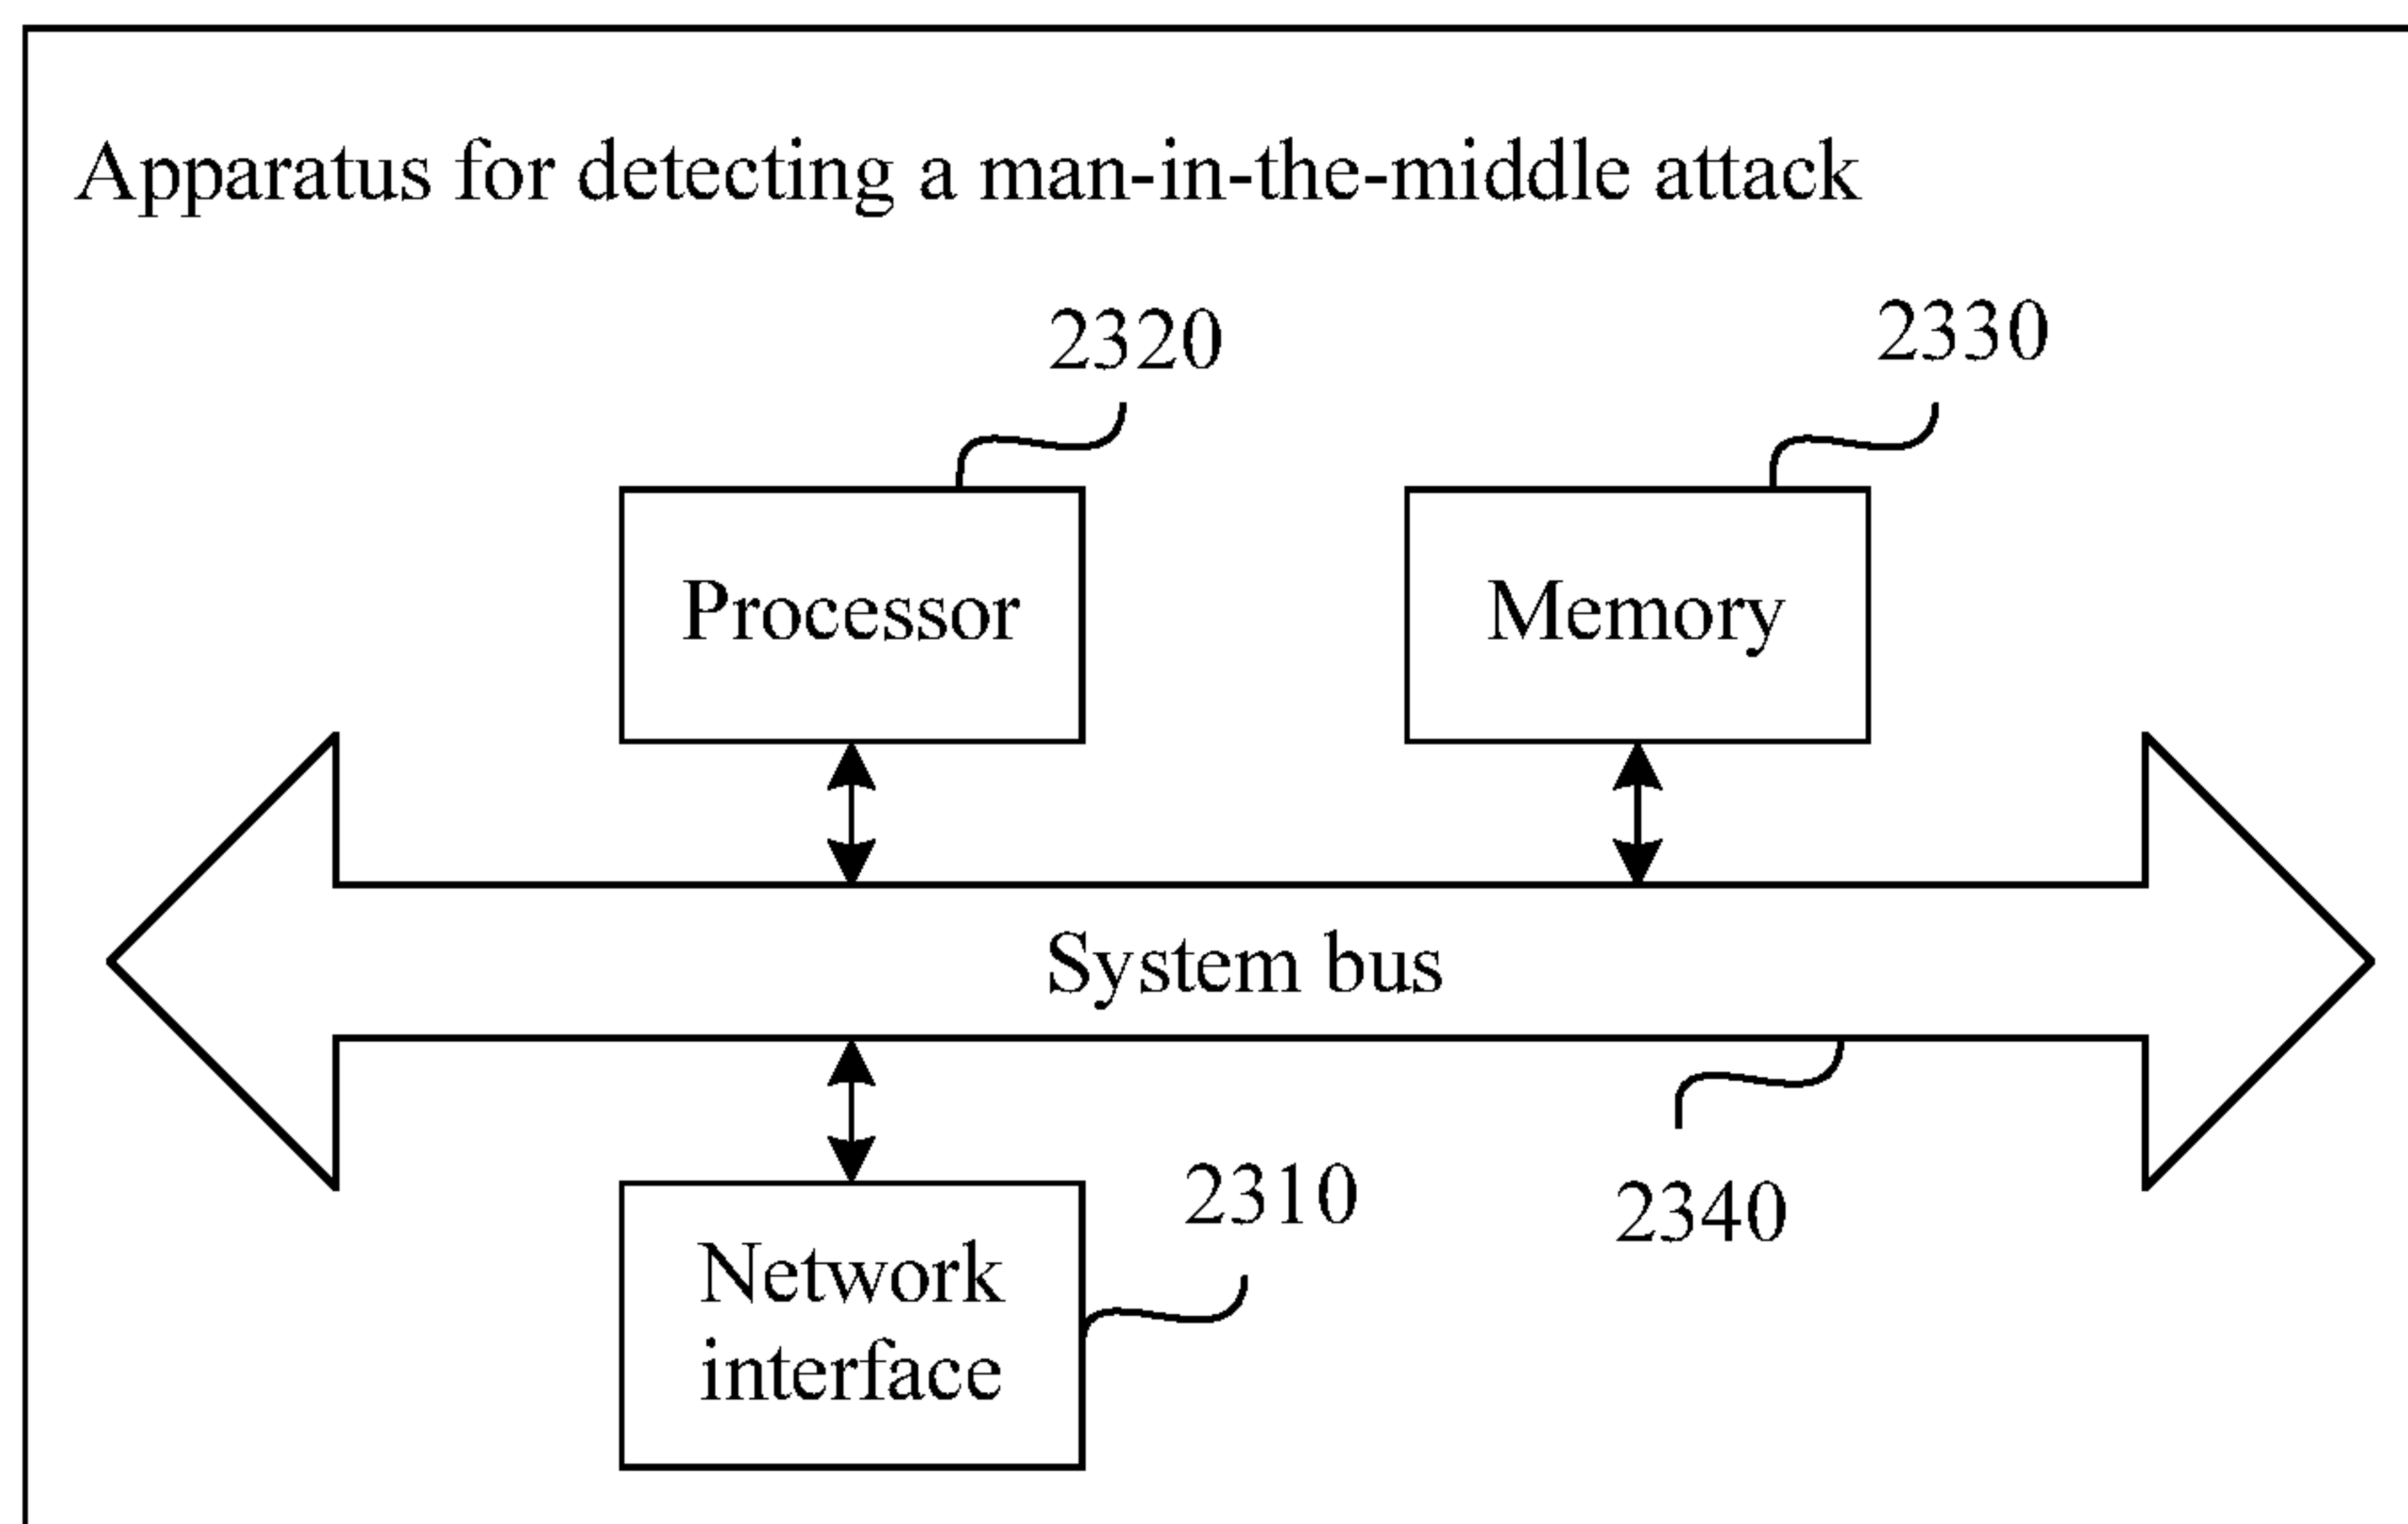 Apparatus for detecting a man-in-the-middle attack
2320
2330
Processor
Memory
System bus
2310
2340
Network
interface